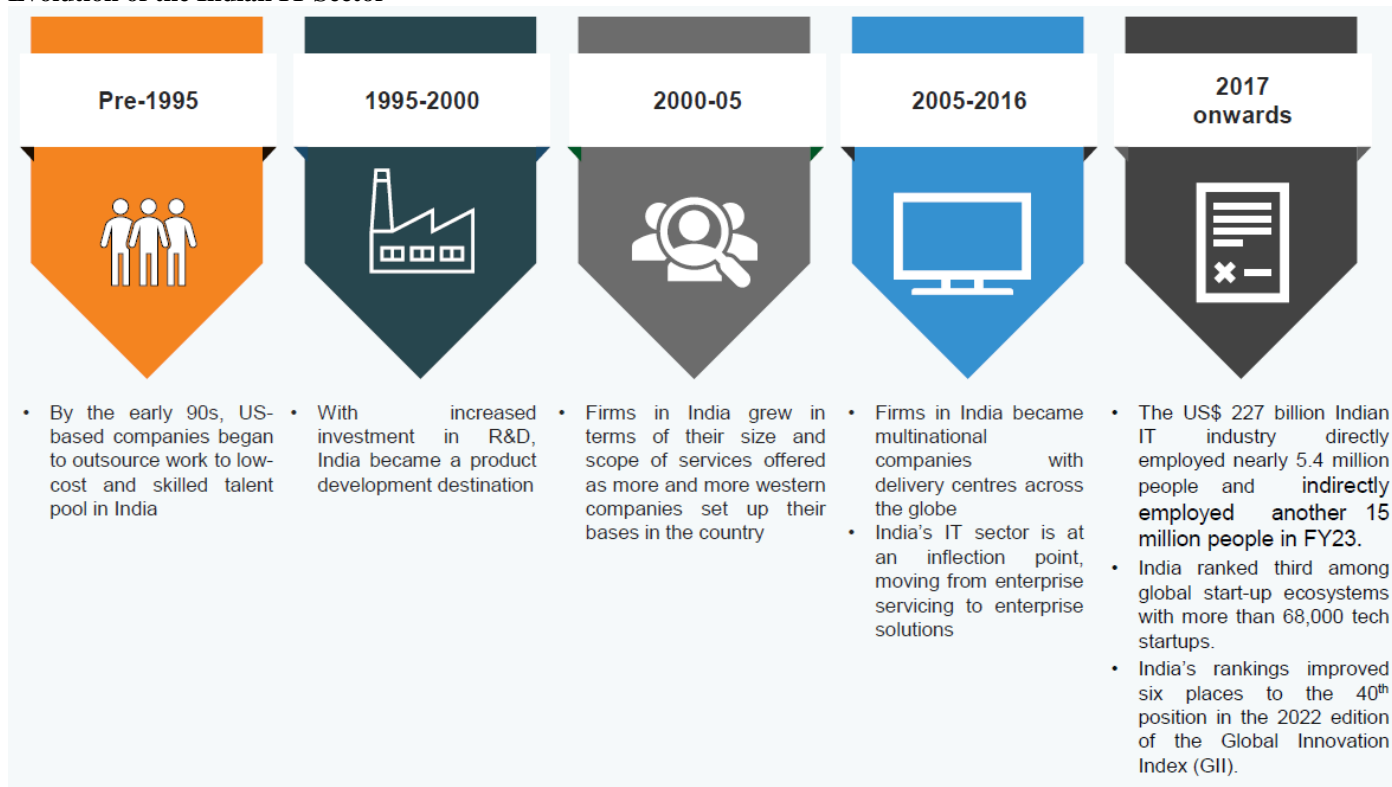 Evolution of the Indian IT Sector
Pre-1995
1995-2000
2000-05
2005-2016
2017
onwards
• By the early 90s, US-
based companies began
to outsource work to low-
cost and skilled talent
pool in India
• With increased
investment in R&D,
India became a product
development destination
• Firms in India grew in
terms of their size and
scope of services offered
as more and more western
companies set up their
bases in the country
• Firms in India became
multinational
companies with
delivery centres across
the globe
• India's IT sector is at
an inflection point,
moving from enterprise
servicing to enterprise
solutions
• The US$ 227 billion Indian
IT industry directly
employed nearly 5.4 million
people and indirectly
employed another 15
million people in FY23.
• India ranked third among
global start-up ecosystems
with more than 68,000 tech
startups.
• India's rankings improved
six places to the 40th
position in the 2022 edition
of the Global Innovation
Index (GII).